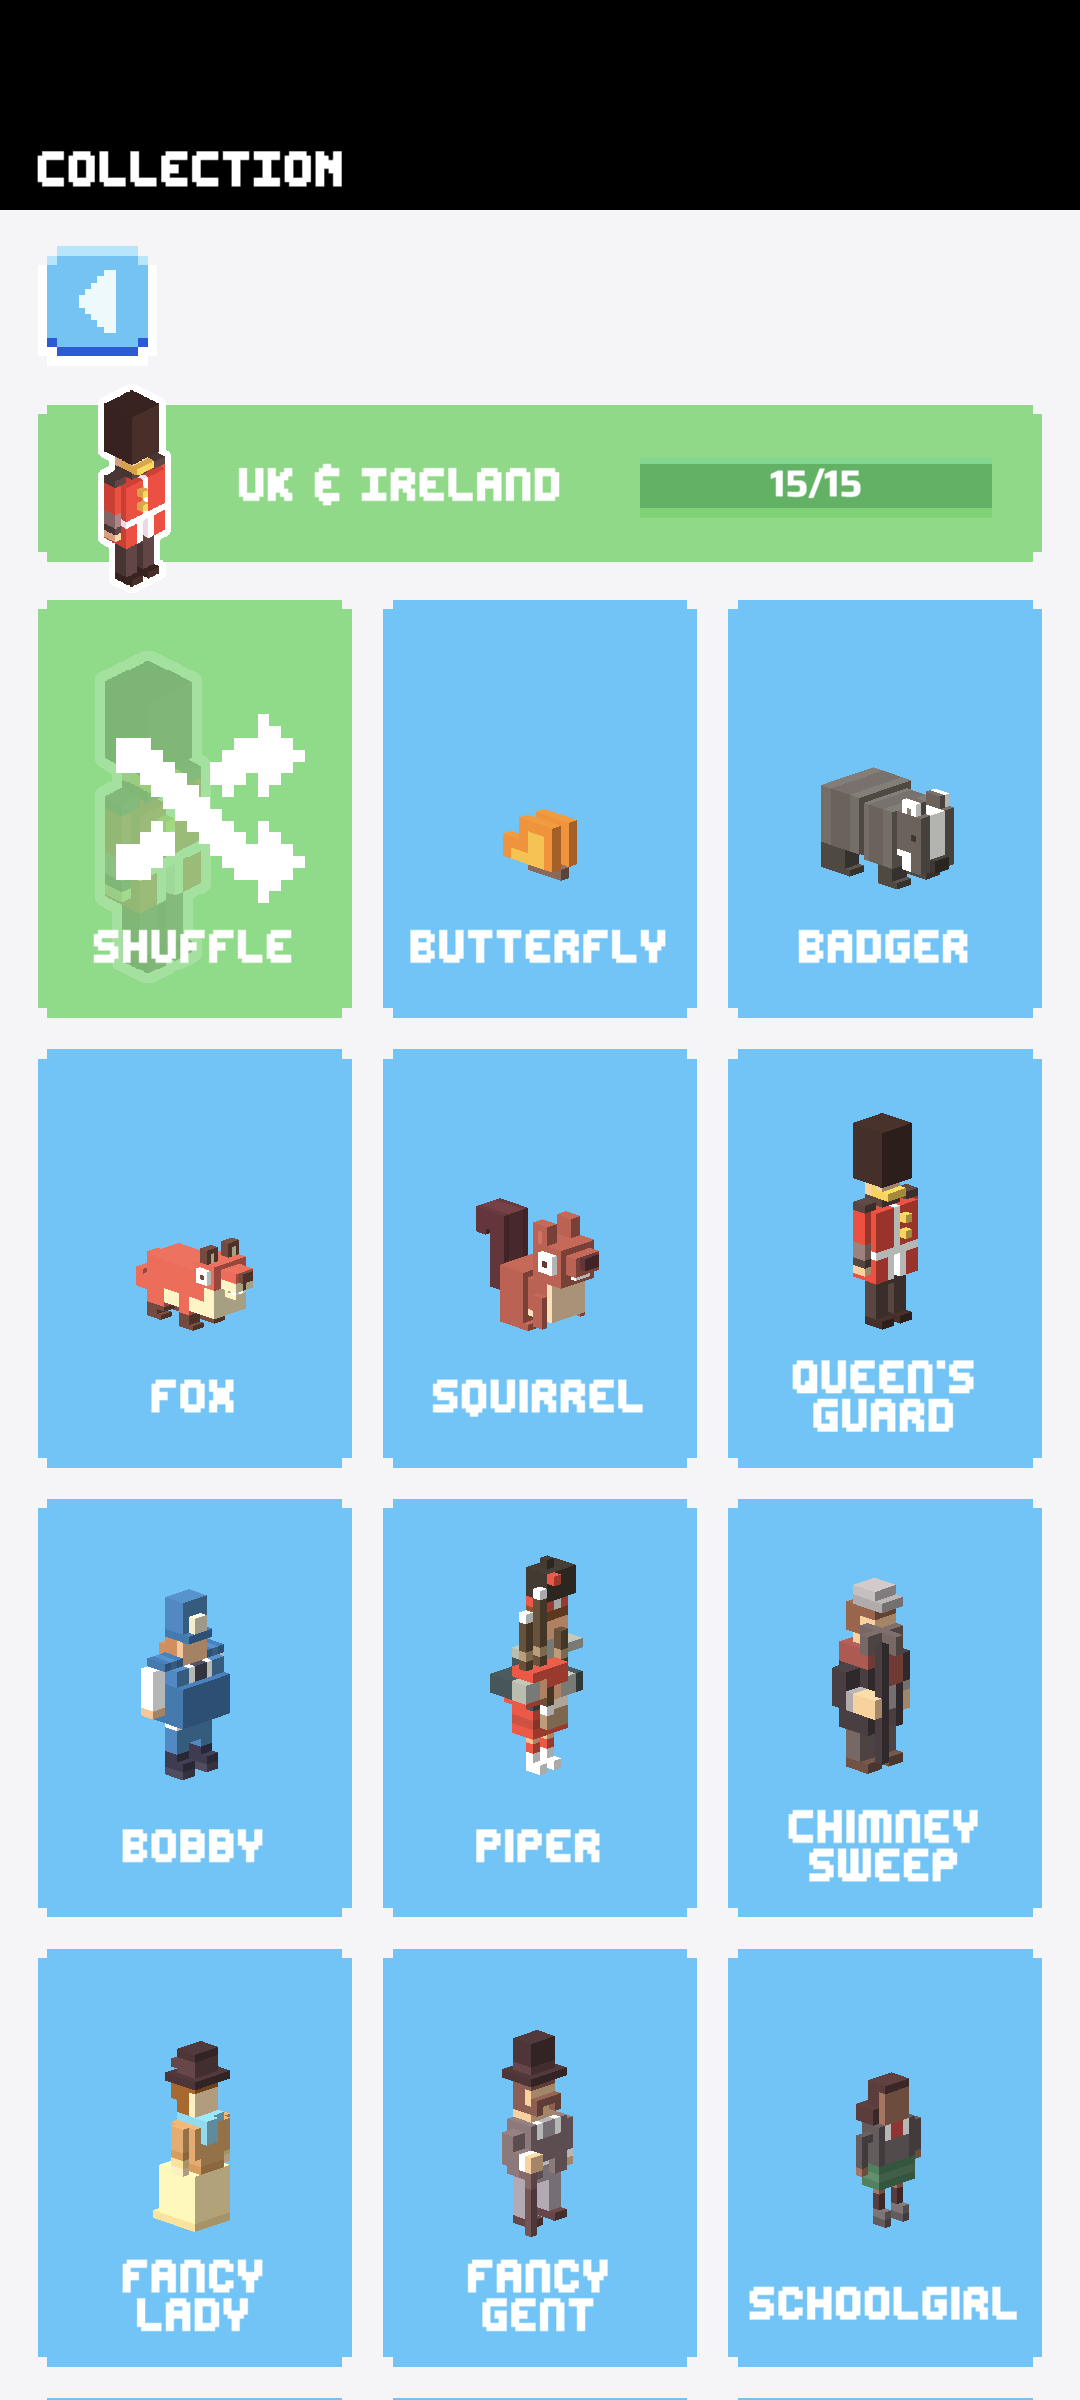 COLLECTION
UK & IRELAND
15/15
SHUFFLE
BUTTERFLY
BADGER
FOX
SQUIRREL
QUEEN'S
GUARD
BOBBY
PIPER
CHIMNEY
SWEEP
FANCY
LADY
FANCY
GENT
SCHOOLGIRL